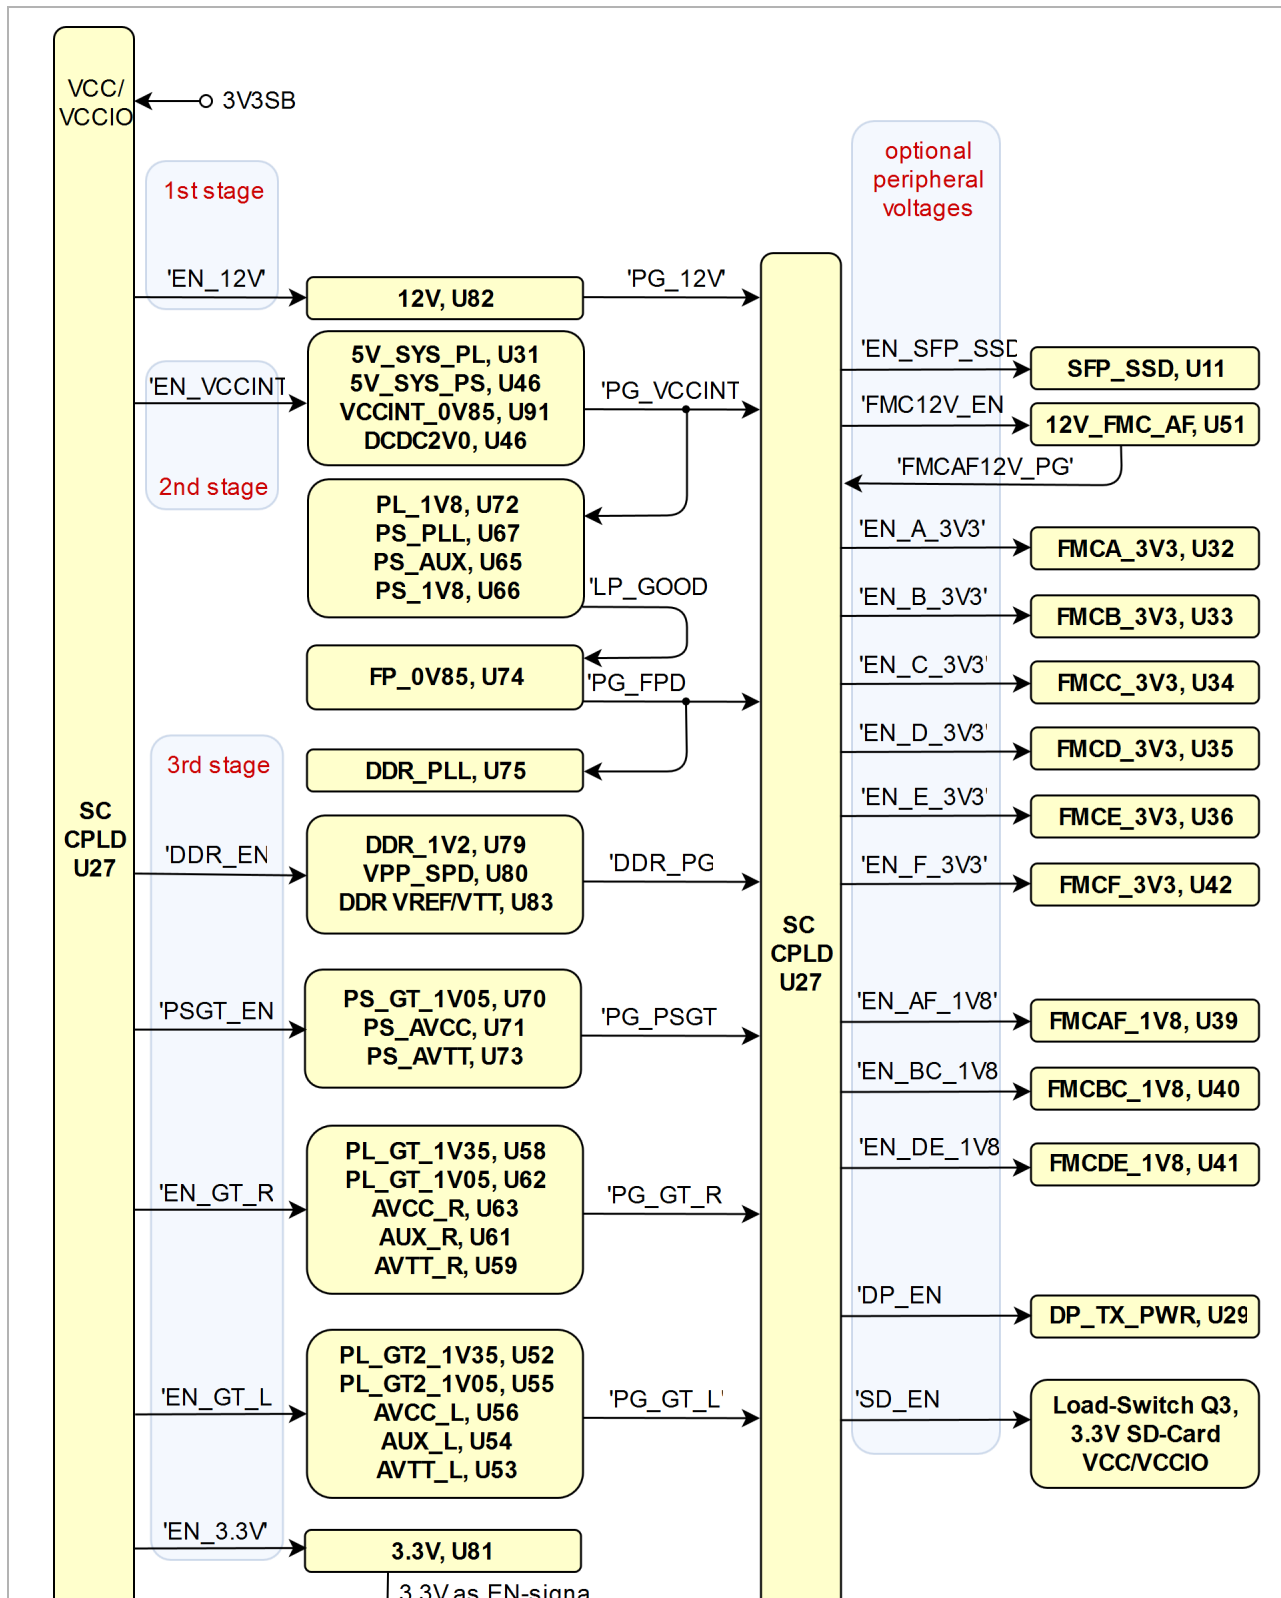 VCC/
VCCIO
3V3SB
1st stage
'EN_12V'
12V, U82
'PG_12V'
'EN_VCCINT
5V_SYS_PL, U31
5V_SYS_PS, U46
VCCINT_0V85, U91
DCDC2V0, U46
'PG_VCCINT
2nd stage
PL_1V8, U72
PS_PLL, U67
PS_AUX, U65
PS_1V8, U66
'LP_GOOD
FP_0V85, U74
'PG_FPD
3rd stage
DDR_PLL, U75
SC
CPLD
U27
'DDR_EN
DDR_1V2, U79
VPP_SPD, U80
DDR VREF/VTT, U83
'DDR_PG
'PSGT_EN
PS_GT_1V05, U70
PS_AVCC, U71
PS_AVTT, U73
'PG_PSGT
'EN_GT_R
PL_GT_1V35, U58
PL_GT_1V05, U62
AVCC_R, U63
AUX_R, U61
AVTT_R, U59
'PG_GT_R
'EN_GT_L
PL_GT2_1V35, U52
PL_GT2_1V05, U55
AVCC_L, U56
AUX_L, U54
AVTT_L, U53
'PG_GT_L'
'EN_3.3V'
3.3V, U81
3.3V as EN-signa
SC
CPLD
U27
optional
peripheral
voltages
'EN_SFP_SSD
SFP_SSD, U11
'FMC12V_EN
12V_FMC_AF, U51
'FMCAF12V_PG'
'EN_A_3V3'
FMCA_3V3, U32
'EN_B_3V3'
FMCB_3V3, U33
'EN_C_3V3'
FMCC_3V3, U34
'EN_D_3V3'
FMCD_3V3, U35
'EN_E_3V3'
FMCE_3V3, U36
'EN_F_3V3'
FMCF_3V3, U42
'EN_AF_1V8'
FMCAF_1V8, U39
'EN_BC_1V8
FMCBC_1V8, U40
'EN_DE_1V8
FMCDE_1V8, U41
'DP_EN
DP_TX_PWR, U29
'SD_EN
Load-Switch Q3,
3.3V SD-Card
VCC/VCCIO